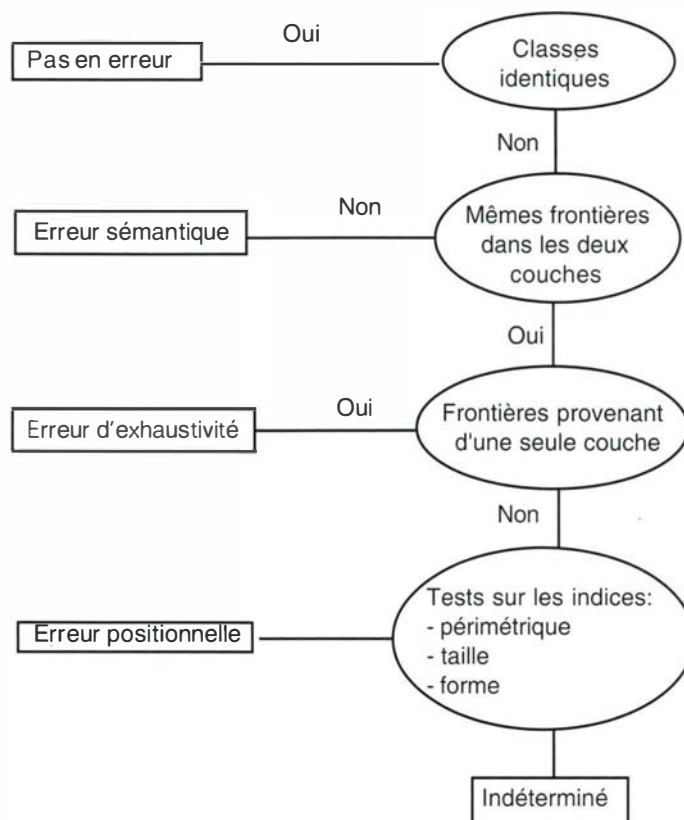 Oui
Classes
identiques
Pas en erreur
Non
Non
Mêmes frontières
dans les deux
couches
Erreur sémantique
Oui
Oui
Frontières provenant
d'une seule couche
Erreur d'exhaustivité
Non
Tests sur les indices:
- périmétrique
- taille
- forme
Erreur positionnelle
Indéterminé